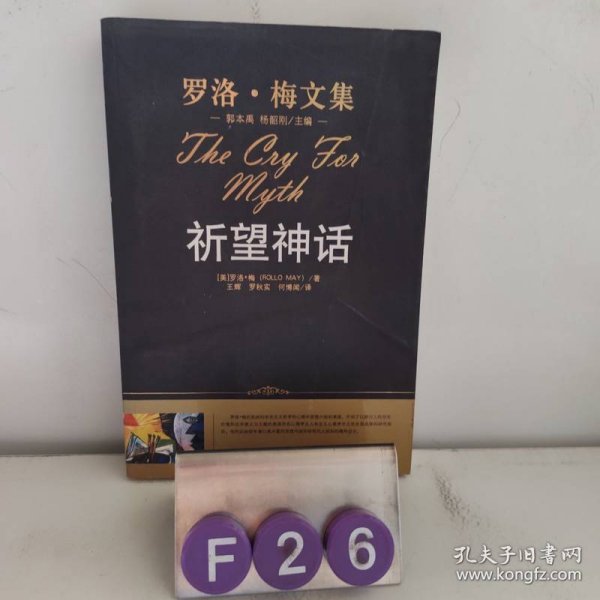 罗洛·梅文集
— 郭本禹 杨韶刚/主编 —
The Cry For
Myth
祈望神话
[美]罗洛·梅（ROLLO MAY）/著
王辉 罗秋实 何博闻/译
F 2 6
孔夫子旧书网
www.kongfz.com